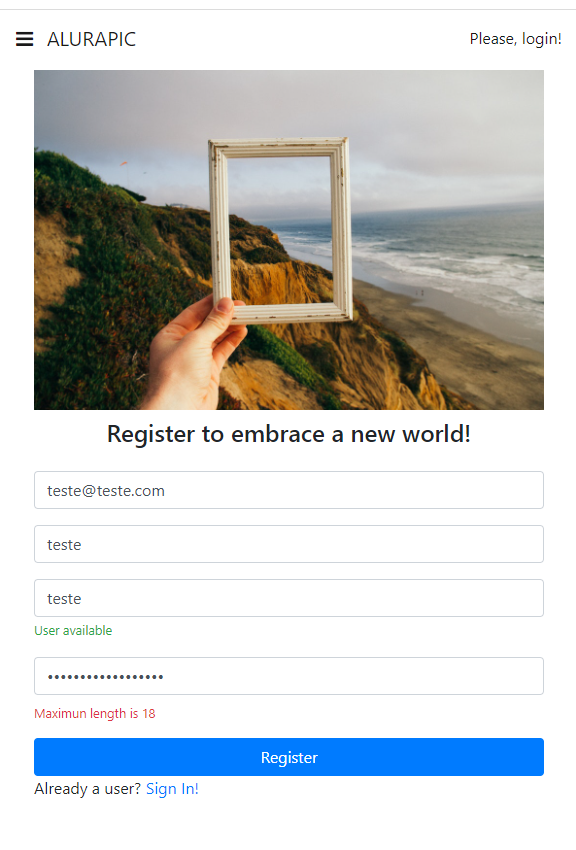 ALURAPIC
Please, login!
Register to embrace a new world!
teste@teste.com
teste
teste
User available
••••••••••••••••••
Maximun length is 18
Register
Already a user? Sign In!